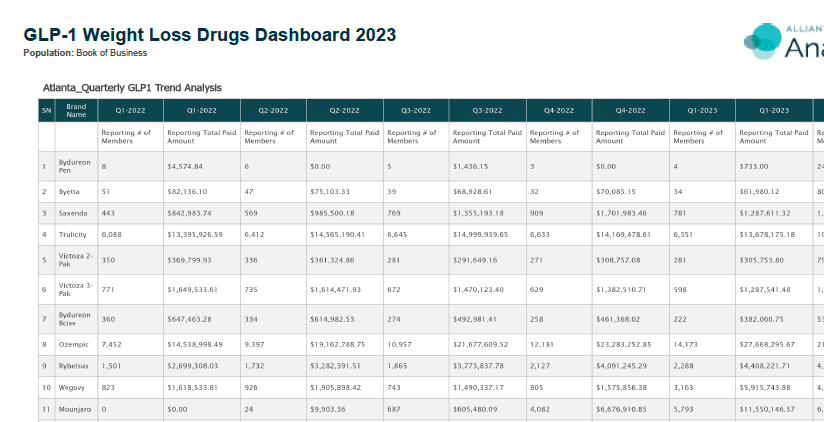 GLP-1 Weight Loss Drugs Dashboard 2023
Population: Book of Business
ALLIAN
Ana
Atlanta_Quarterly GLP1 Trend Analysis
SN Brand Name Q1-2022 Q1-2022 Q2-2022 Q2-2022 Q3-2022 Q3-2022 Q4-2022 Q4-2022 Q1-2023 Q1-2023
Reporting # of Members Reporting Total Paid Amount Reporting # of Members Reporting Total Paid Amount Reporting # of Members Reporting Total Paid Amount Reporting # of Members Reporting Total Paid Amount Reporting # of Members Reporting Total Paid Amount
1 Bydureon Pen 8 $4,574.84 6 $0.00 5 $1,436.15 3 $0.00 4 $733.00 24
2 Byetta 51 $82,136.10 47 $75,103.33 39 $68,928.61 32 $70,085.15 34 $61,980.12 80
3 Saxenda 443 $842,983.74 569 $985,500.18 769 $1,355,193.18 909 $1,701,983.46 781 $1,287,611.32 1,
4 Trulicity 6,088 $13,395,926.59 6,412 $14,565,190.41 6,645 $14,999,939.65 6,633 $14,169,478.61 6,351 $13,678,175.18 10
5 Victoza 2-Pak 350 $369,799.93 336 $361,324.86 281 $291,649.16 271 $308,757.08 281 $305,753.80 79
6 Victoza 3-Pak 771 $1,649,533.61 735 $1,614,471.93 672 $1,470,123.40 629 $1,382,510.71 598 $1,287,541.48 1,
7 Bydureon Bcise 360 $647,463.28 334 $614,982.53 274 $492,981.41 258 $461,368.02 222 $382,060.75 53
8 Ozempic 7,452 $14,538,998.49 9,397 $19,162,788.75 10,957 $21,677,609.52 12,181 $23,283,252.85 14,173 $27,668,295.67 21
9 Rybelsus 1,501 $2,699,308.03 1,732 $3,282,391.51 1,865 $3,773,837.78 2,127 $4,091,245.29 2,288 $4,408,221.71 4,
10 Wegovy 823 $1,618,533.81 926 $1,905,898.42 743 $1,490,337.17 805 $1,575,856.38 3,163 $5,915,743.88 4,
11 Mounjaro 0 $0.00 24 $9,903.36 687 $605,480.09 4,082 $6,676,910.85 5,793 $11,550,146.57 6,